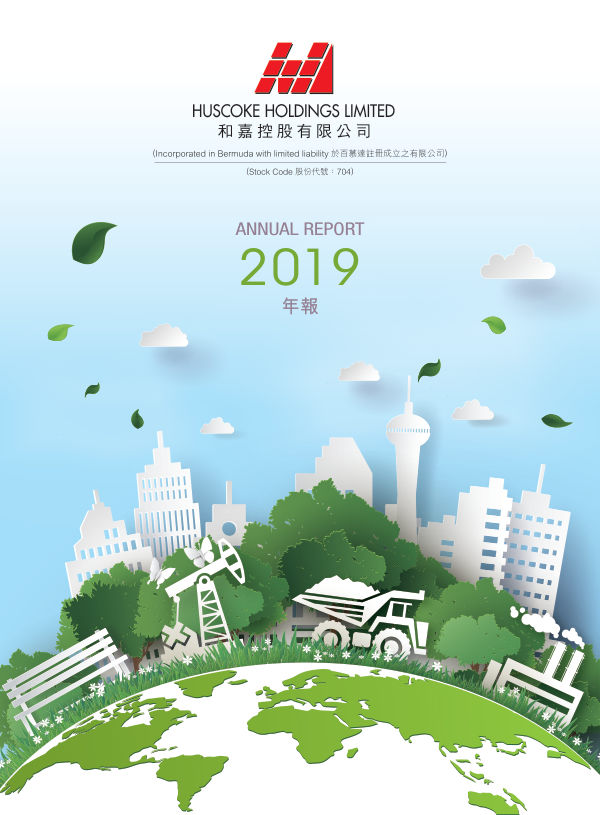 HUSCOKE HOLDINGS LIMITED
和嘉控股有限公司
(Incorporated in Bermuda with limited liability 於百慕達註冊成立之有限公司)
(Stock Code 股份代號：704)
ANNUAL REPORT
2019
年報